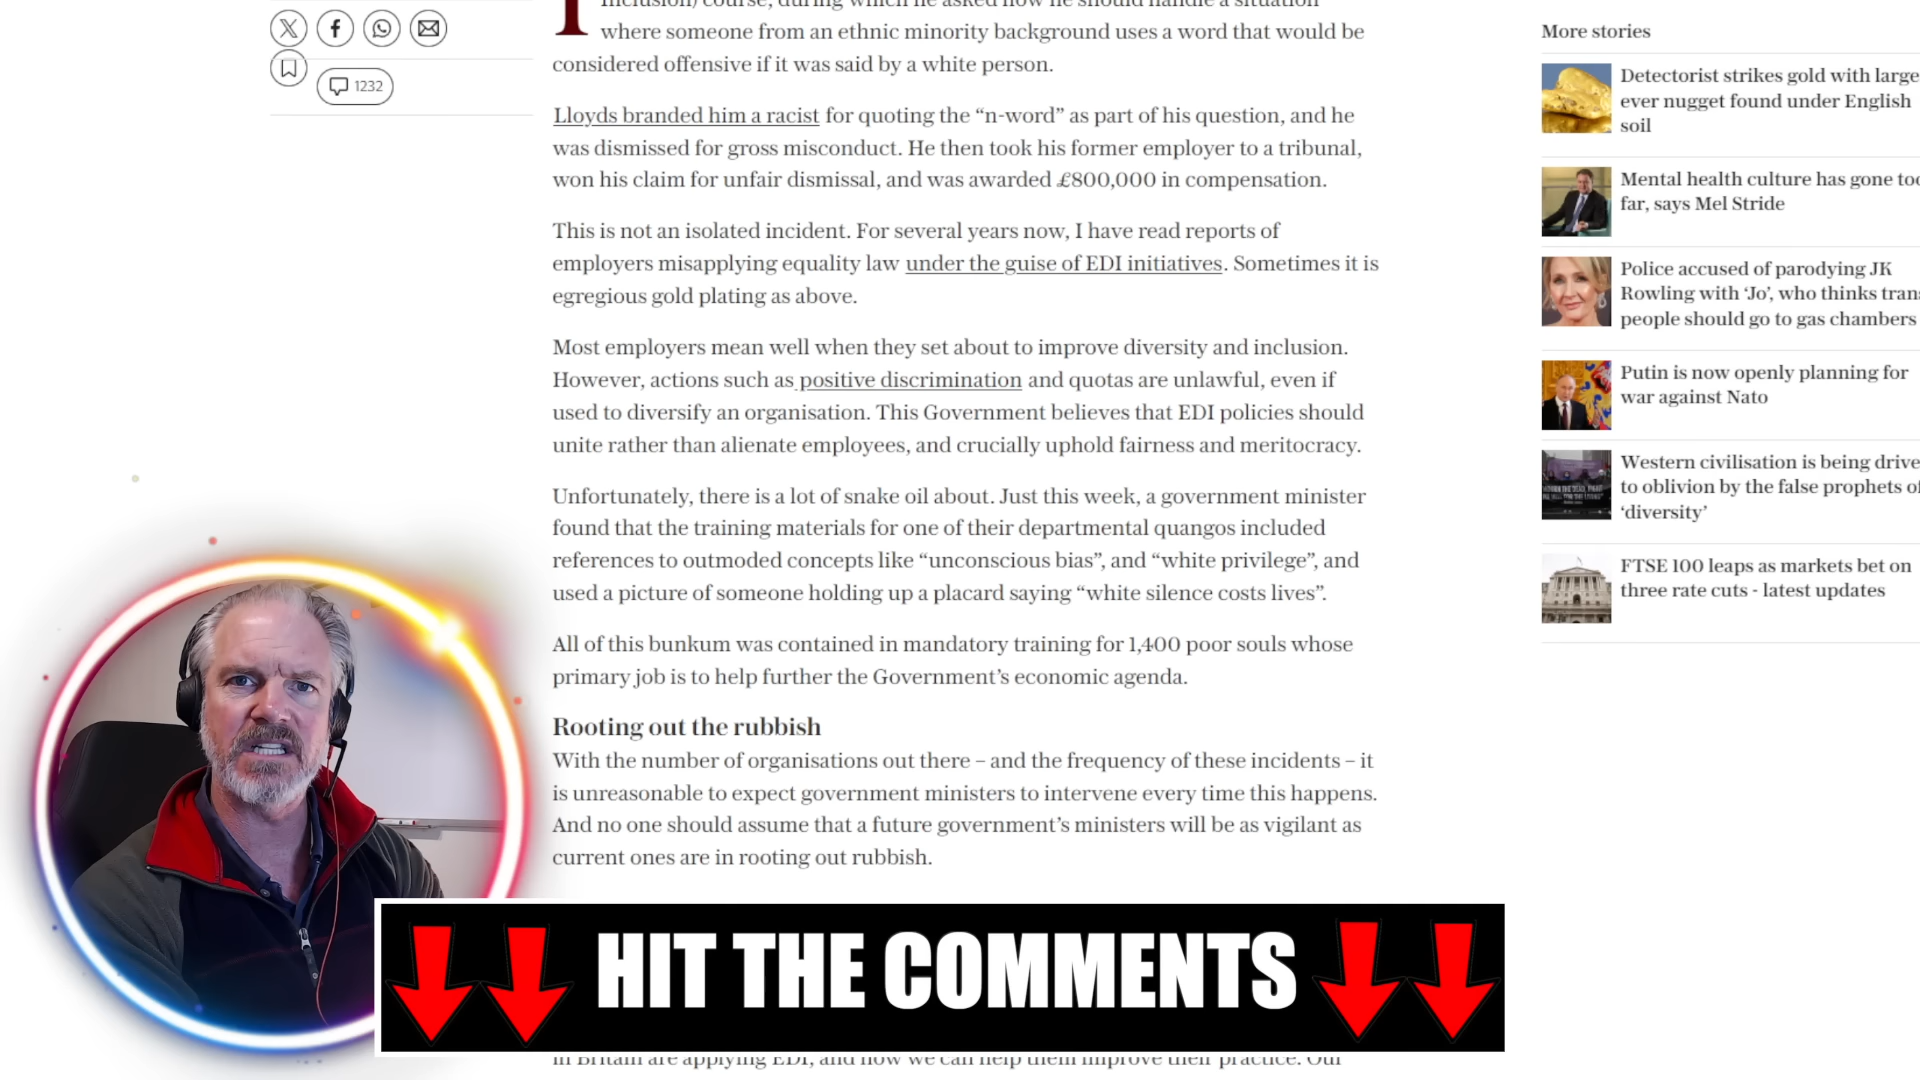 Inclusion) course, during which he asked how he should handle a situation
where someone from an ethnic minority background uses a word that would be
considered offensive if it was said by a white person.
1232
Lloyds branded him a racist for quoting the “n-word” as part of his question, and he
was dismissed for gross misconduct. He then took his former employer to a tribunal,
won his claim for unfair dismissal, and was awarded £800,000 in compensation.
This is not an isolated incident. For several years now, I have read reports of
employers misapplying equality law under the guise of EDI initiatives. Sometimes it is
egregious gold plating as above.
Most employers mean well when they set about to improve diversity and inclusion.
However, actions such as positive discrimination and quotas are unlawful, even if
used to diversify an organisation. This Government believes that EDI policies should
unite rather than alienate employees, and crucially uphold fairness and meritocracy.
Unfortunately, there is a lot of snake oil about. Just this week, a government minister
found that the training materials for one of their departmental quangos included
references to outmoded concepts like “unconscious bias”, and “white privilege”, and
used a picture of someone holding up a placard saying “white silence costs lives”.
All of this bunkum was contained in mandatory training for 1,400 poor souls whose
primary job is to help further the Government’s economic agenda.
Rooting out the rubbish
With the number of organisations out there – and the frequency of these incidents – it
is unreasonable to expect government ministers to intervene every time this happens.
And no one should assume that a future government’s ministers will be as vigilant as
current ones are in rooting out rubbish.
HIT THE COMMENTS
in Britain are applying EDI, and how we can help them improve their practice. Our
More stories
Detectorist strikes gold with large
ever nugget found under English
soil
Mental health culture has gone too
far, says Mel Stride
Police accused of parodying JK
Rowling with ‘Jo’, who thinks tran
people should go to gas chambers
Putin is now openly planning for
war against Nato
Western civilisation is being drive
to oblivion by the false prophets of
‘diversity’
FTSE 100 leaps as markets bet on
three rate cuts - latest updates